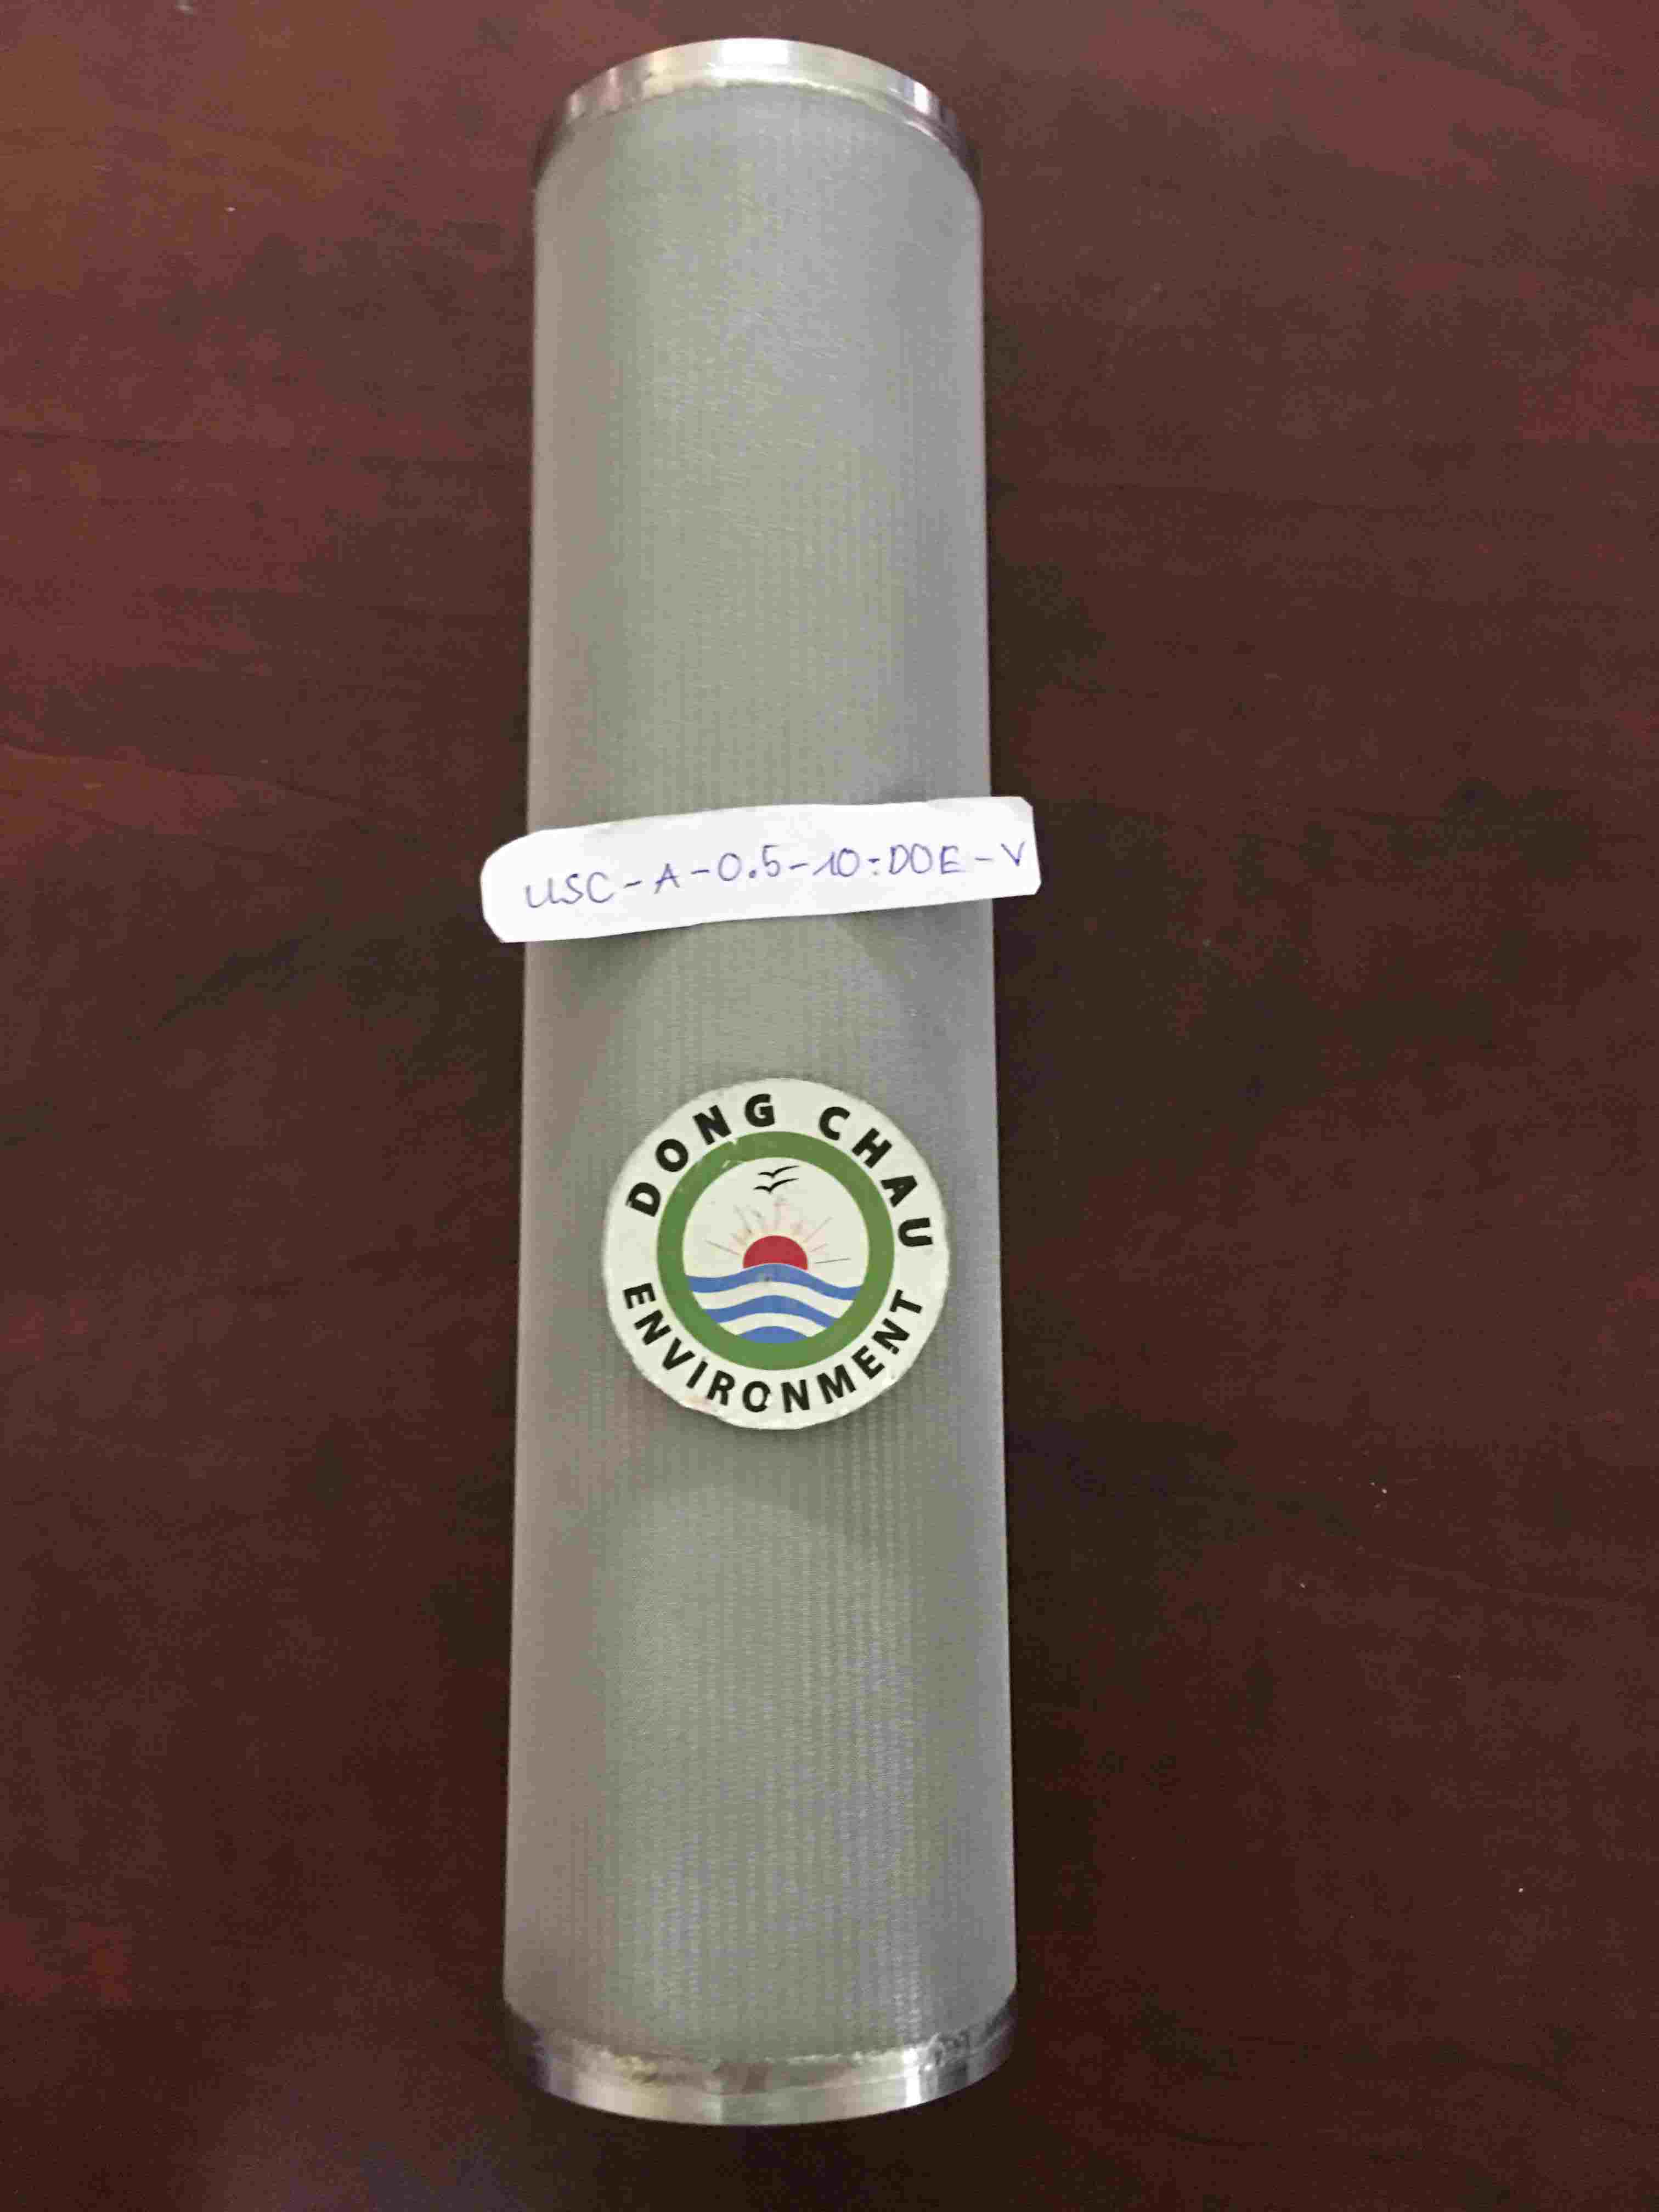 USC-A-0.5-10-DOE-V
DONG CHAU
ENVIRONMENT